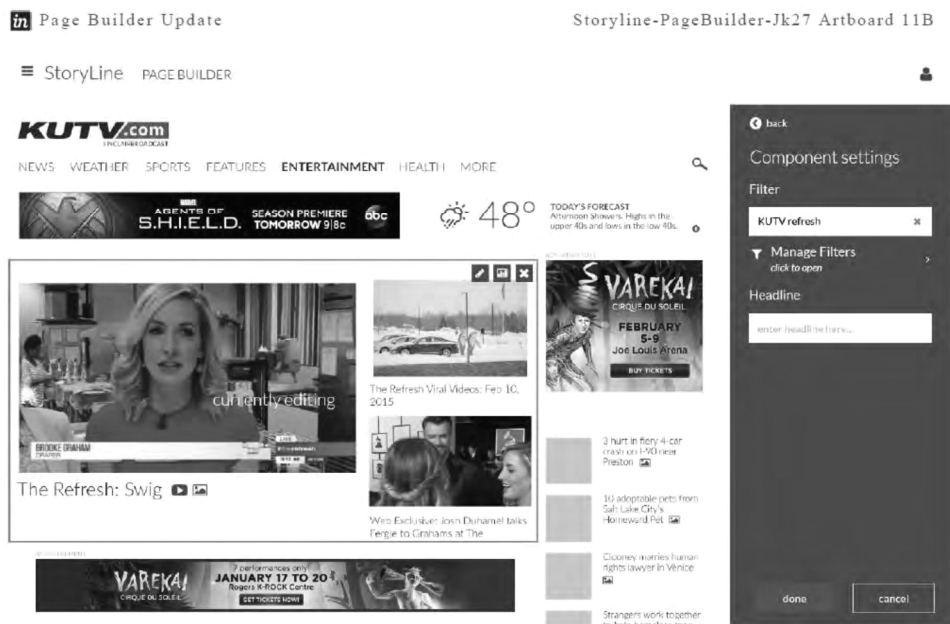 in Page Builder Update
Storyline-PageBuilder-Jk27 Artboard 11B
StoryLine PAGE BUILDER
KUTV.com
NEWS WEATHER SPORTS FEATURES ENTERTAINMENT HEALTH MORE
MARVEL
AGENTS OF
S.H.I.E.L.D.
SEASON PREMIERE
TOMORROW 9|8c
abc
48°
TODAY'S FORECAST
Afternoon Showers. Highs in the
upper 40s and lows in the low 40s.
currently editing
BROOKE GRAHAM
DRAPER
LIVE
The Refresh: Swig
The Refresh Viral Videos: Feb 10,
2015
Web Exclusive: Josh Duhamel talks
Fergie to Grahams at The
VAREKAI
CIRQUE DU SOLEIL
FEBRUARY
5-9
Joe Louis Arena
BUY TICKETS
3 hurt in fiery 4-car
crash on I-90 near
Preston
10 adoptable pets from
Salt Lake City's
Homeward Pet
Clooney marries human
rights lawyer in Venice
Strangers work together
ADVERTISEMENT
VAREKAI
CIRQUE DU SOLEIL
7 performances only
JANUARY 17 TO 20
Rogers K-ROCK Centre
GET TICKETS NOW!
back
Component settings
Filter
KUTV refresh
Manage Filters
click to open
Headline
enter headline here...
done
cancel